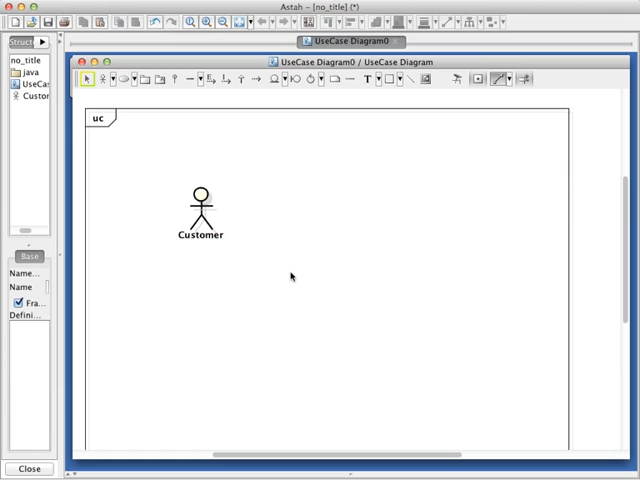 Astah - [no_title] (*)
Struct
UseCase Diagram0
no_title
java
UseCas
Custor
UseCase Diagram0 / UseCase Diagram
T
uc
Customer
Base
Name...
Name
Fra...
Defini...
Close